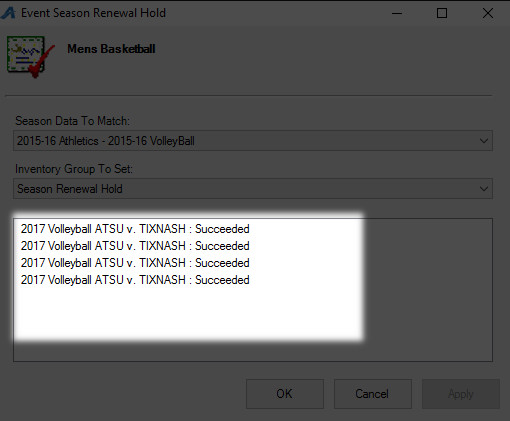 Event Season Renewal Hold
Mens Basketball
Season Data To Match:
2015-16 Athletics - 2015-16 VolleyBall
Inventory Group To Set:
Season Renewal Hold
2017 Volleyball ATSU v. TIXNASH : Succeeded
2017 Volleyball ATSU v. TIXNASH : Succeeded
2017 Volleyball ATSU v. TIXNASH : Succeeded
2017 Volleyball ATSU v. TIXNASH : Succeeded
OK Cancel Apply